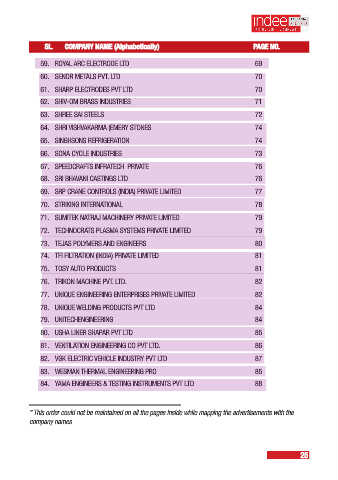 indee
SL. COMPANY NAME (Alphabetically) PAGE NO.
59. ROYAL ARC ELECTRODE LTD 69
60. SENOR METALS PVT. LTD 70
61. SHARP ELECTRODES PVT LTD 70
62. SHIV-OM BRASS INDUSTRIES 71
63. SHREE SAI STEELS 72
64. SHRI VISHVAKARMA (EMERY STONES 74
65. SINGHSONS REFRIGERATION 74
66. SONA CYCLE INDUSTRIES 73
67. SPEEDCRAFTS INFRATECH PRIVATE 76
68. SRI BHAVANI CASTINGS LTD 76
69. SRP CRANE CONTROLS (INDIA) PRIVATE LIMITED 77
70. STRIKING INTERNATIONAL 78
71. SUMITEK NATRAJ MACHINERY PRIVATE LIMITED 79
72. TECHNOCRATS PLASMA SYSTEMS PRIVATE LIMITED 79
73. TEJAS POLYMERS AND ENGINEERS 80
74. TFI FILTRATION (INDIA) PRIVATE LIMITED 81
75. TOSY AUTO PRODUCTS 81
76. TRIKON MACHINE PVT. LTD. 82
77. UNIQUE ENGINEERING ENTERPRISES PRIVATE LIMITED 82
78. UNIQUE WELDING PRODUCTS PVT LTD 84
79. UNITECHENGINEERING 84
80. USHA LINER SHAPAR PVT LTD 85
81. VENTILATION ENGINEERING CO PVT LTD. 86
82. VGK ELECTRIC VEHICLE INDUSTRY PVT LTD 87
83. WESMAN THERMAL ENGINEERING PRO 85
84. YAMA ENGINEERS & TESTING INSTRUMENTS PVT LTD 88
* This order could not be maintained on all the pages inside while mapping the advertisements with the
company names
25